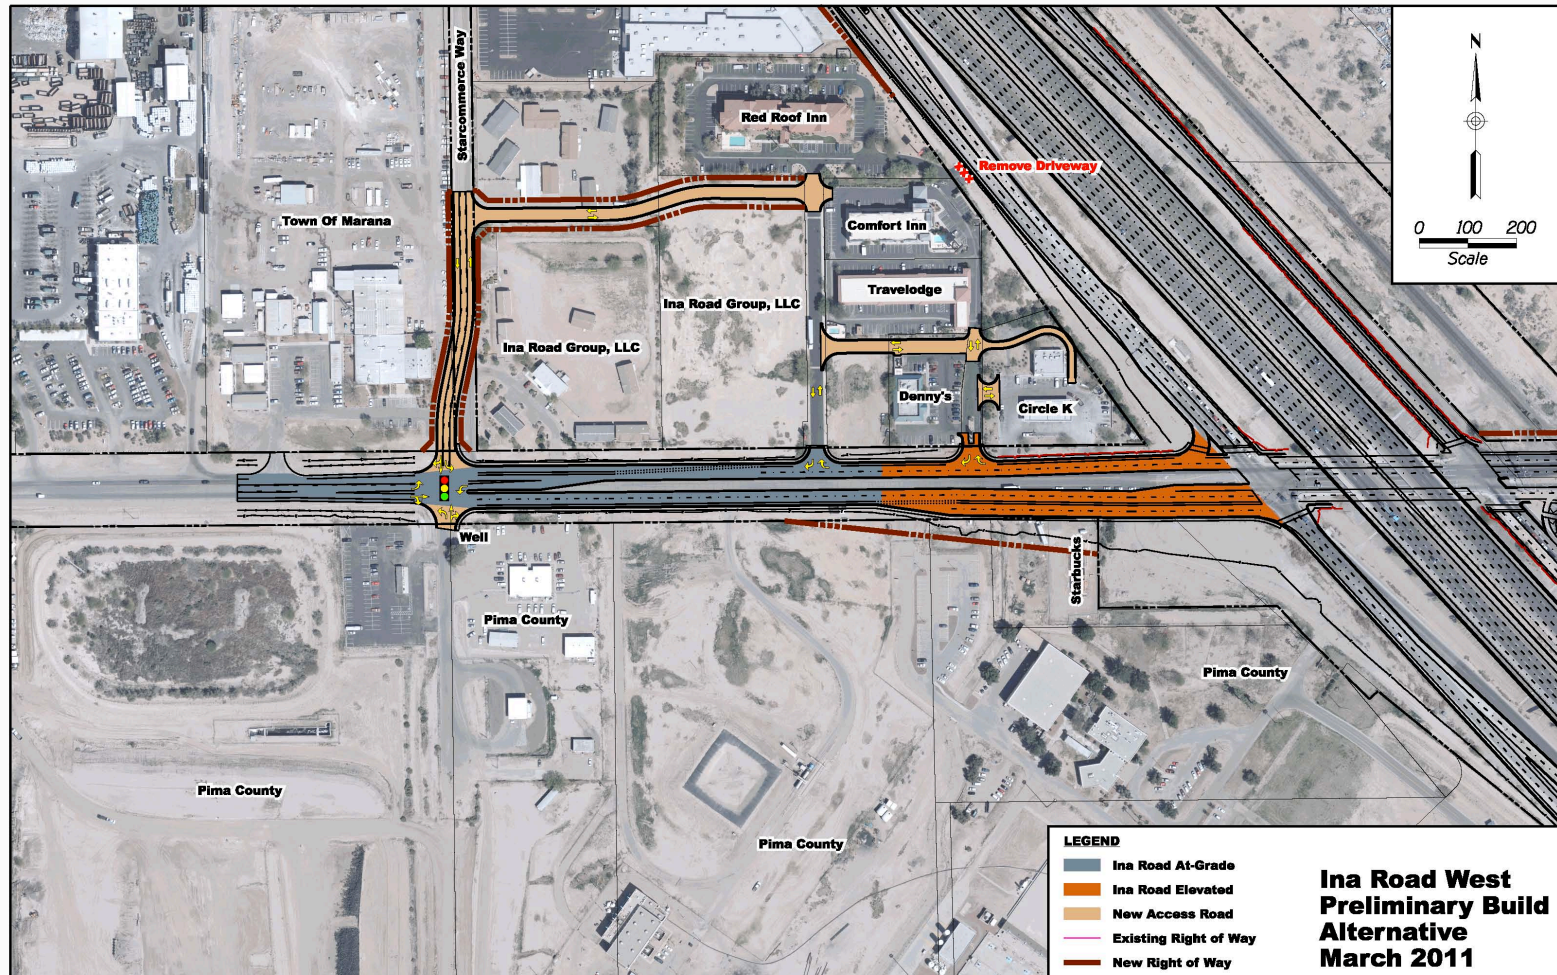 Starcommerce Way
Red Roof Inn
N
Remove Driveway
Town Of Marana
Comfort Inn
0 100 200
Scale
Travelodge
Ina Road Group, LLC
Ina Road Group, LLC
Denny's
Circle K
Well
Starbucks
Pima County
Pima County
Pima County
Pima County
LEGEND
Ina Road At-Grade
Ina Road Elevated
New Access Road
Existing Right of Way
New Right of Way
Ina Road West
Preliminary Build
Alternative
March 2011